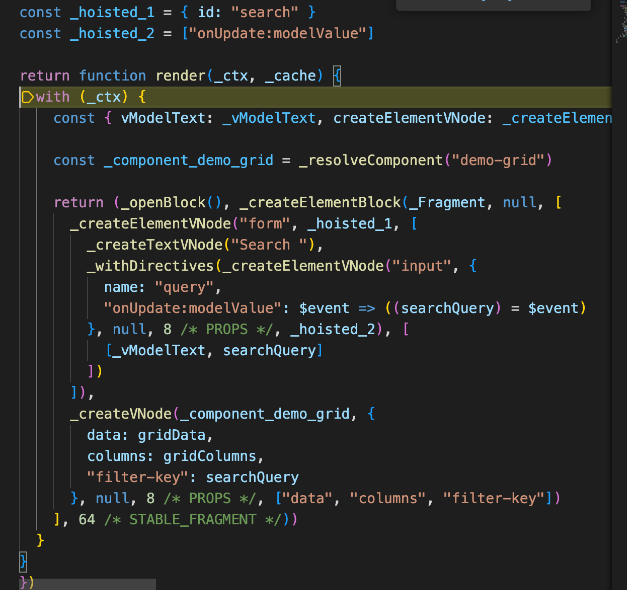 const _hoisted_1 = { id: "search" }
const _hoisted_2 = ["onUpdate:modelValue"]
return function render(_ctx, _cache) {
with (_ctx) {
const { vModelText: _vModelText, createElementVNode: _createElemen
const _component_demo_grid = _resolveComponent("demo-grid")
return (_openBlock(), _createElementBlock(_Fragment, null, [
_createElementVNode("form", _hoisted_1, [
_createTextVNode("Search "),
_withDirectives(_createElementVNode("input", {
name: "query",
"onUpdate:modelValue": $event => ((searchQuery) = $event)
}, null, 8 /* PROPS */, _hoisted_2), [
[_vModelText, searchQuery]
])
]),
_createVNode(_component_demo_grid, {
data: gridData,
columns: gridColumns,
"filter-key": searchQuery
}, null, 8 /* PROPS */, ["data", "columns", "filter-key"])
], 64 /* STABLE_FRAGMENT */))
}
}
})